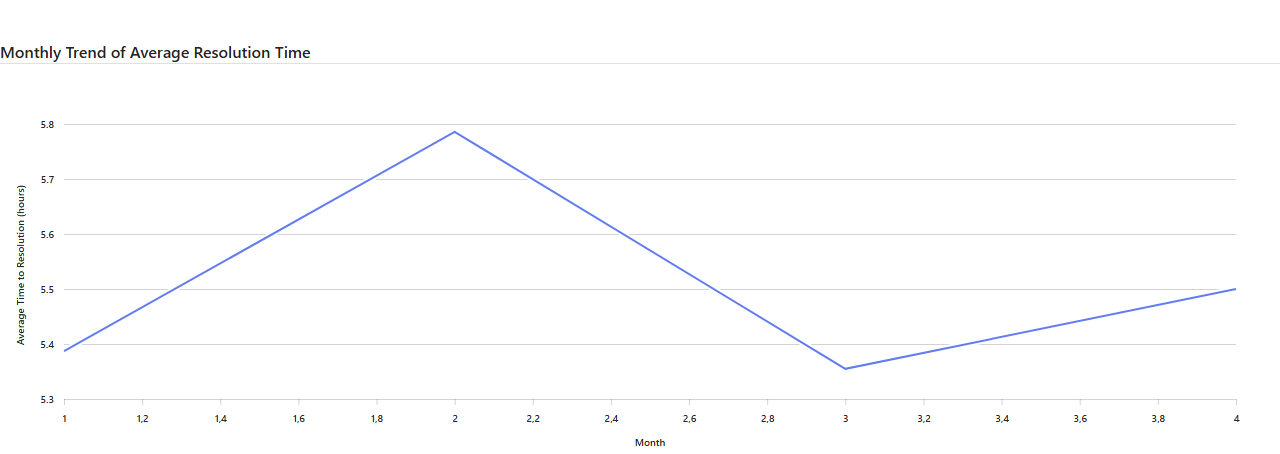 Monthly Trend of Average Resolution Time
Average Time to Resolution (hours)
5.8
5.7
5.6
5.5
5.4
5.3
1 1,2 1,4 1,6 1,8 2 2,2 2,4 2,6 2,8 3 3,2 3,4 3,6 3,8 4
Month